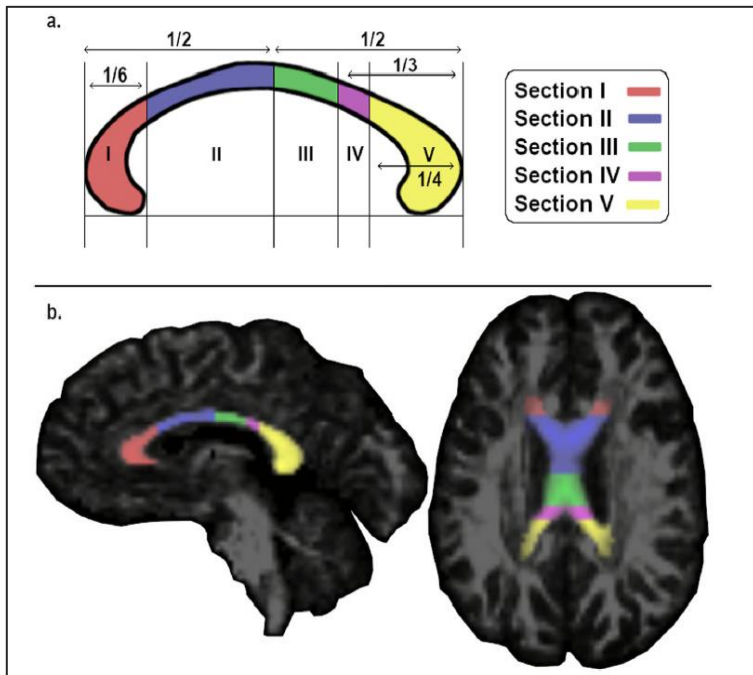 a.
1/2 1/2
1/6 1/3
I II III IV V
1/4
Section I
Section II
Section III
Section IV
Section V
b.